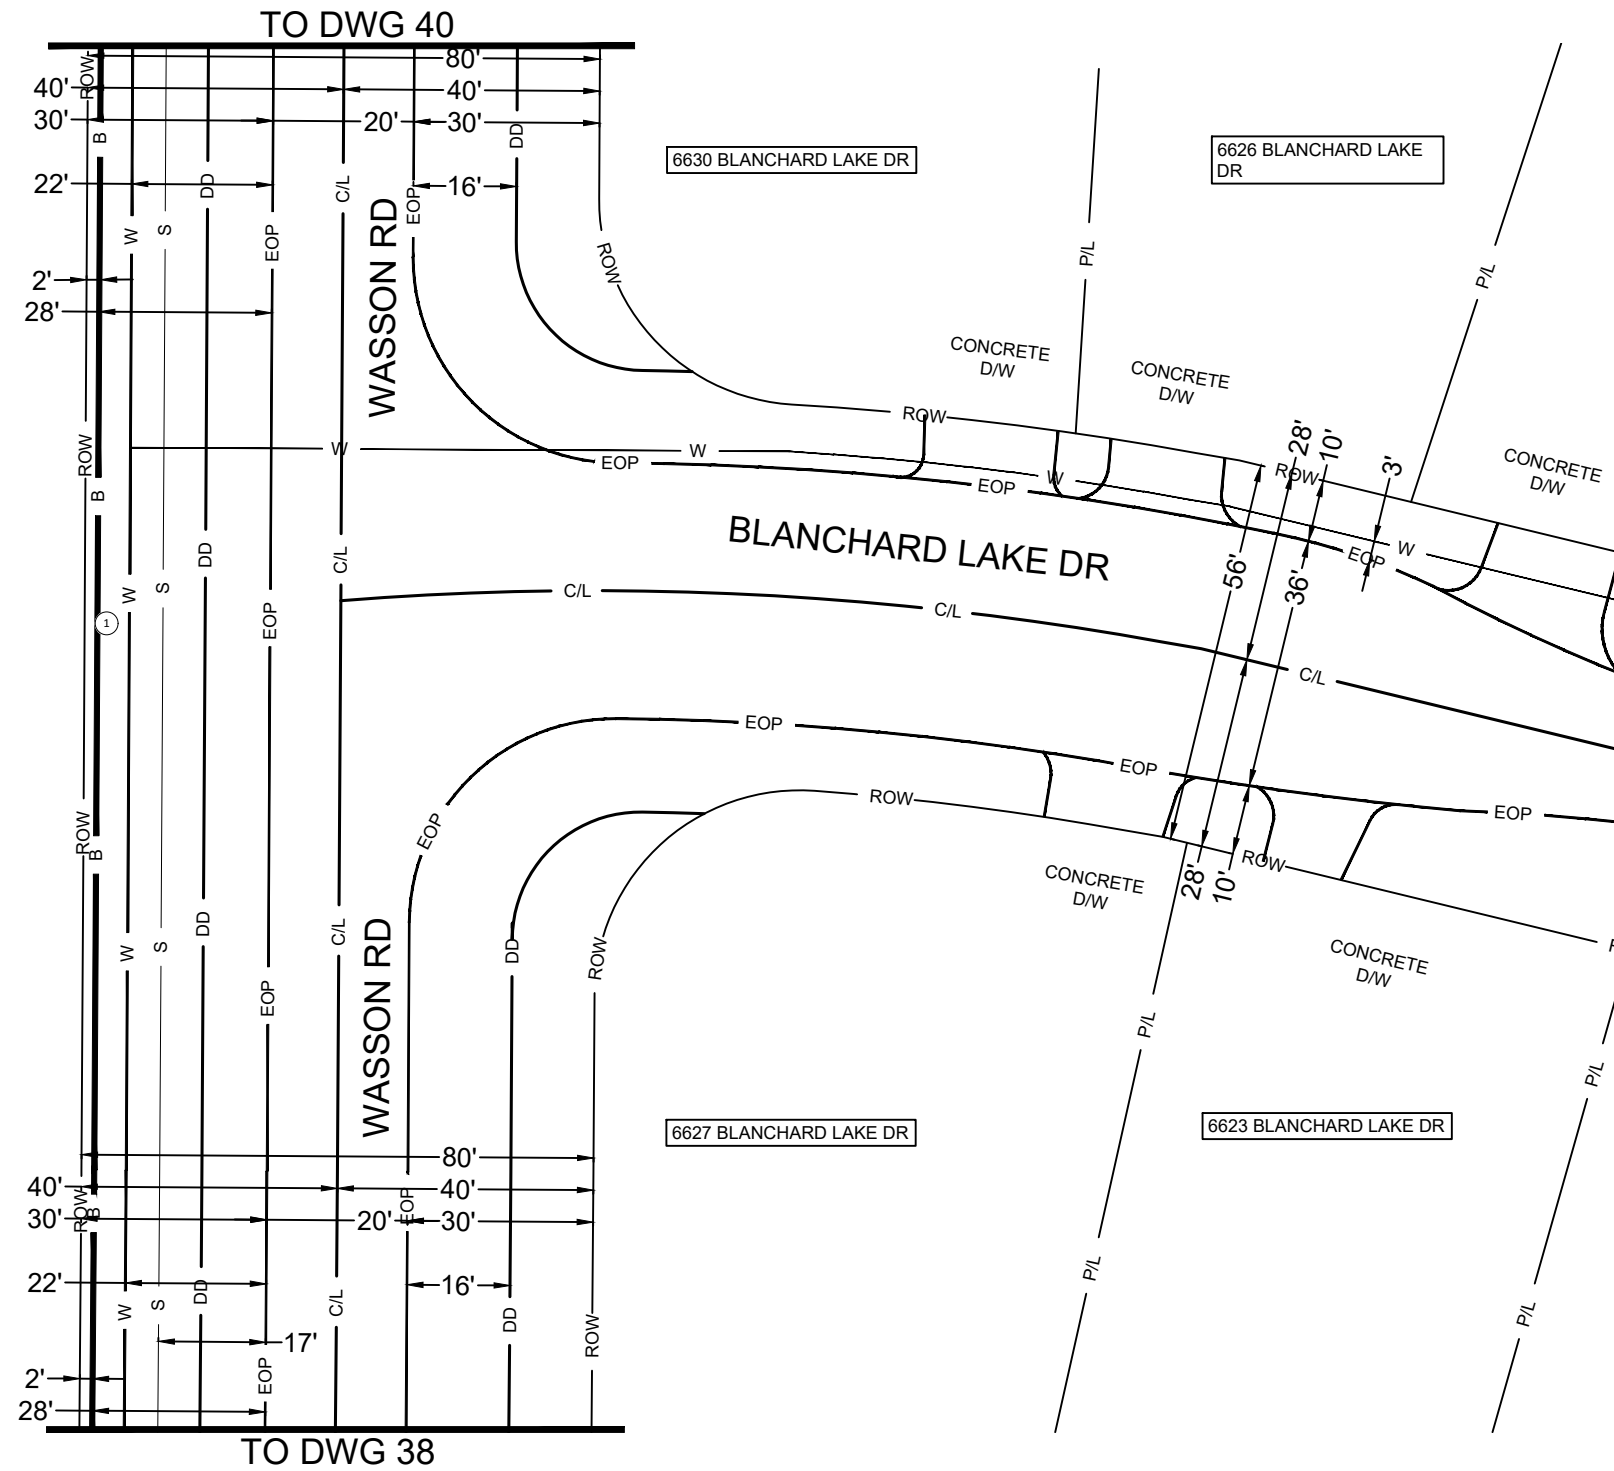 TO DWG 40
80'
40'
40'
30'
20'
30'
22'
16'
2'
28'
ROW
B
W
S
DD
EOP
C/L
EOP
DD
ROW
WASSON RD
6630 BLANCHARD LAKE DR
6626 BLANCHARD LAKE
DR
P/L
P/L
CONCRETE
D/W
CONCRETE
D/W
CONCRETE
D/W
ROW
W
W
W
EOP
EOP
ROW
28'
10'
3'
W
EOP
BLANCHARD LAKE DR
56'
36'
ROW
B
W
S
DD
C/L
EOP
1
C/L
C/L
C/L
EOP
EOP
EOP
ROW
ROW
28'
10'
CONCRETE
D/W
CONCRETE
D/W
ROW
B
W
S
DD
C/L
EOP
EOP
DD
ROW
WASSON RD
P/L
P/L
6627 BLANCHARD LAKE DR
6623 BLANCHARD LAKE DR
80'
40'
40'
30'
20'
30'
ROW
B
EOP
22'
16'
W
S
DD
C/L
DD
ROW
P/L
P/L
17'
EOP
2'
28'
TO DWG 38